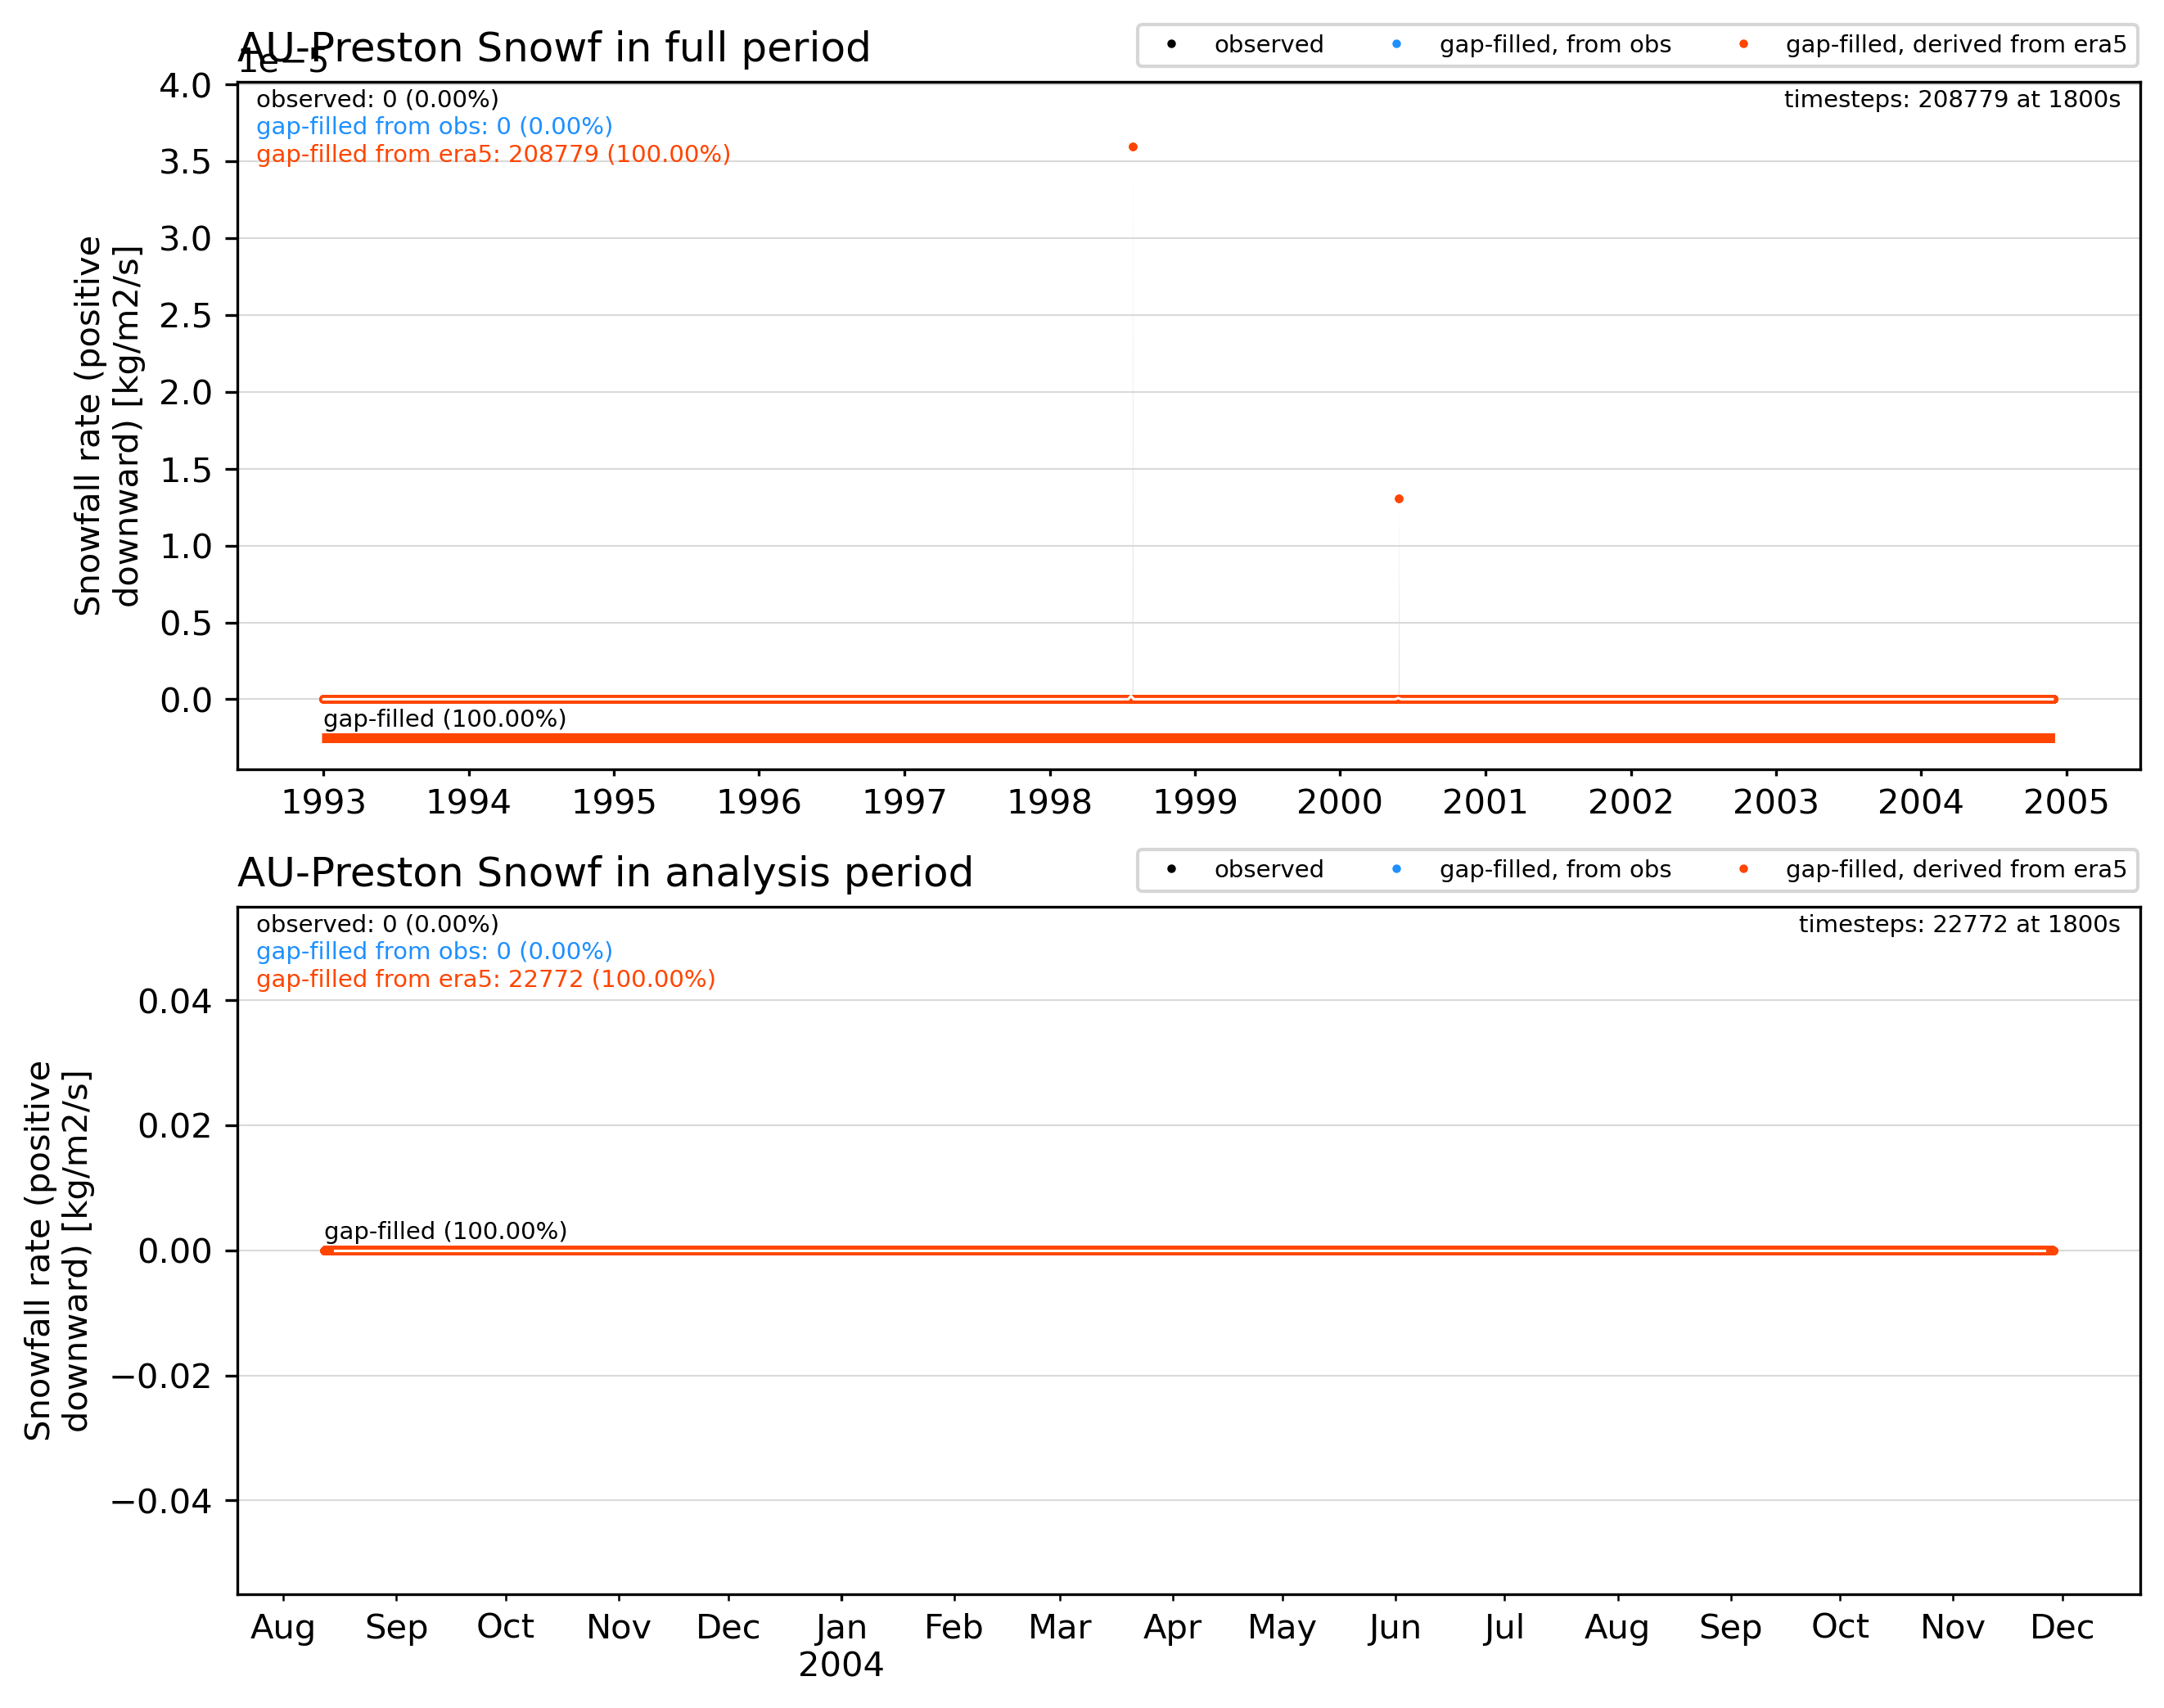 AU-Preston Snowf in full period
observed
gap-filled, from obs
gap-filled, derived from era5
1e−5
observed: 0 (0.00%)
gap-filled from obs: 0 (0.00%)
gap-filled from era5: 208779 (100.00%)
timesteps: 208779 at 1800s
Snowfall rate (positive
downward) [kg/m2/s]
4.0
3.5
3.0
2.5
2.0
1.5
1.0
0.5
0.0
gap-filled (100.00%)
1993 1994 1995 1996 1997 1998 1999 2000 2001 2002 2003 2004 2005
AU-Preston Snowf in analysis period
observed
gap-filled, from obs
gap-filled, derived from era5
observed: 0 (0.00%)
gap-filled from obs: 0 (0.00%)
gap-filled from era5: 22772 (100.00%)
timesteps: 22772 at 1800s
Snowfall rate (positive
downward) [kg/m2/s]
0.04
0.02
0.00
−0.02
−0.04
gap-filled (100.00%)
Aug Sep Oct Nov Dec Jan Feb Mar Apr May Jun Jul Aug Sep Oct Nov Dec
2004